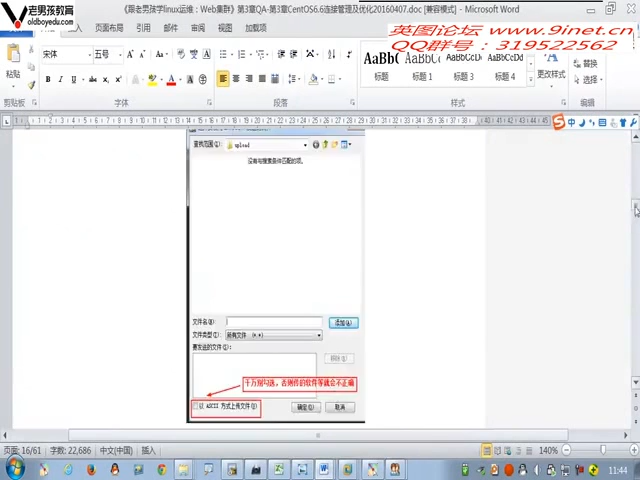 《跟老男孩学linux运维：Web集群》第3章QA-第3章CentOS6.6连接管理及优化20160407.doc [兼容模式] - Microsoft Word
老男孩教育
oldboyedu.com
英图论坛 www.9inet.cn
QQ群号：319522562
页面布局 引用 邮件 审阅 视图 加载项
宋体 五号
粘贴
AaBbC AaBbC AaBbCcD AaBbCcDd
标题 标题 1 标题 3 标题 4
更改样式
替换
选择
剪贴板 字体 段落 样式 编辑
查找范围(I): upload
没有与搜索条件匹配的项。
文件名(N):
添加(A)
文件类型(T): 所有文件 (*.*)
要发送的文件(F):
千万别勾选，否则传的软件等就会不正确
以 ASCII 方式上传文件(T)
确定(O) 取消
页面: 16/61 字数: 22,686 中文(中国) 插入
140%
11:44